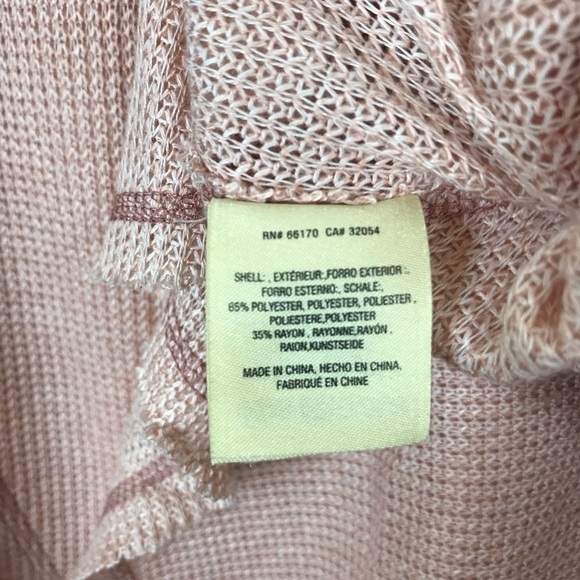 RN# 66170 CA# 32054
SHELL: , EXTÉRIEUR:,FORRO EXTERIOR :,
FORRO ESTERNO:, SCHALE:,
65% POLYESTER, POLYESTER, POLIESTER ,
POLIESTERE,POLYESTER
35% RAYON , RAYONNE,RAYÓN ,
RAION,KUNSTSEIDE
MADE IN CHINA, HECHO EN CHINA,
FABRIQUÉ EN CHINE